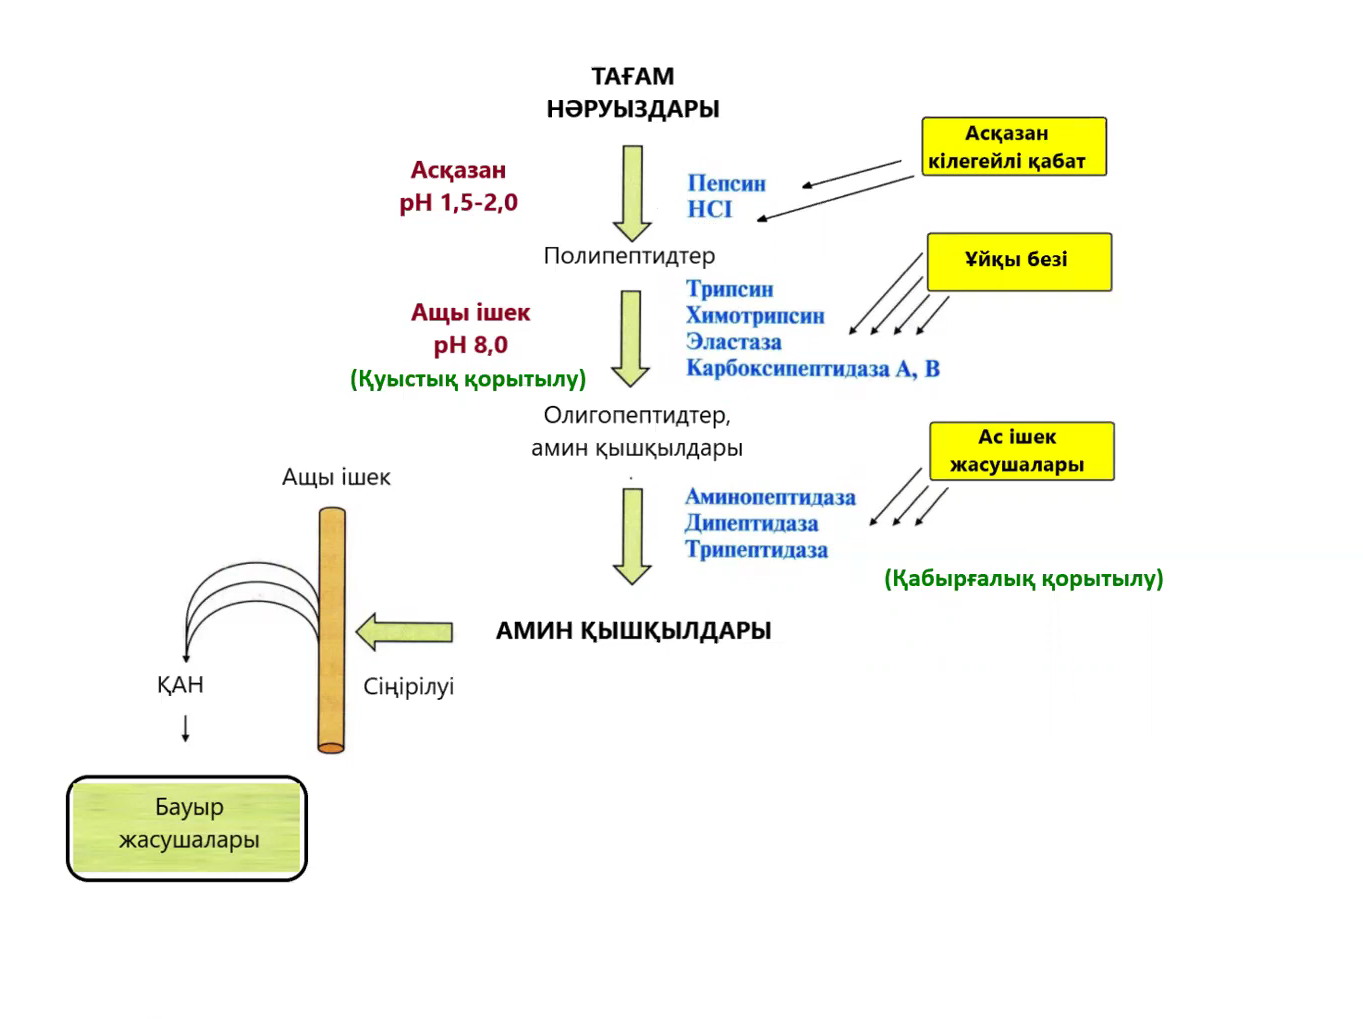 ТАҒАМ
НӘРУЫЗДАРЫ
Асқазан
pH 1,5-2,0
Пепсин
HCI
Асқазан
кілегейлі қабат
Полипептидтер
Ащы ішек
pH 8,0
(Қуыстық қорытылу)
Трипсин
Химотрипсин
Эластаза
Карбоксипептидаза А, В
Ұйқы безі
Олигопептидтер,
амин қышқылдары
Аминопептидаза
Дипептидаза
Трипептидаза
Ас ішек
жасушалары
(Қабырғалық қорытылу)
АМИН ҚЫШҚЫЛДАРЫ
Ащы ішек
Сіңірілуі
ҚАН
Бауыр
жасушалары